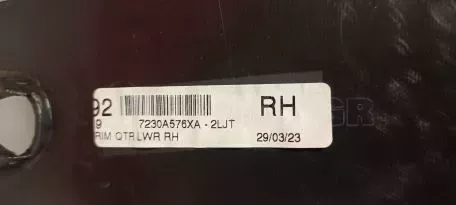 92 RH
9 7230A576XA - 2LJT
RIM QTR LWR RH 29/03/23